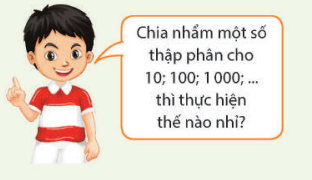 Chia nhẩm một số
thập phân cho
10; 100; 1 000; ...
thì thực hiện
thế nào nhỉ?